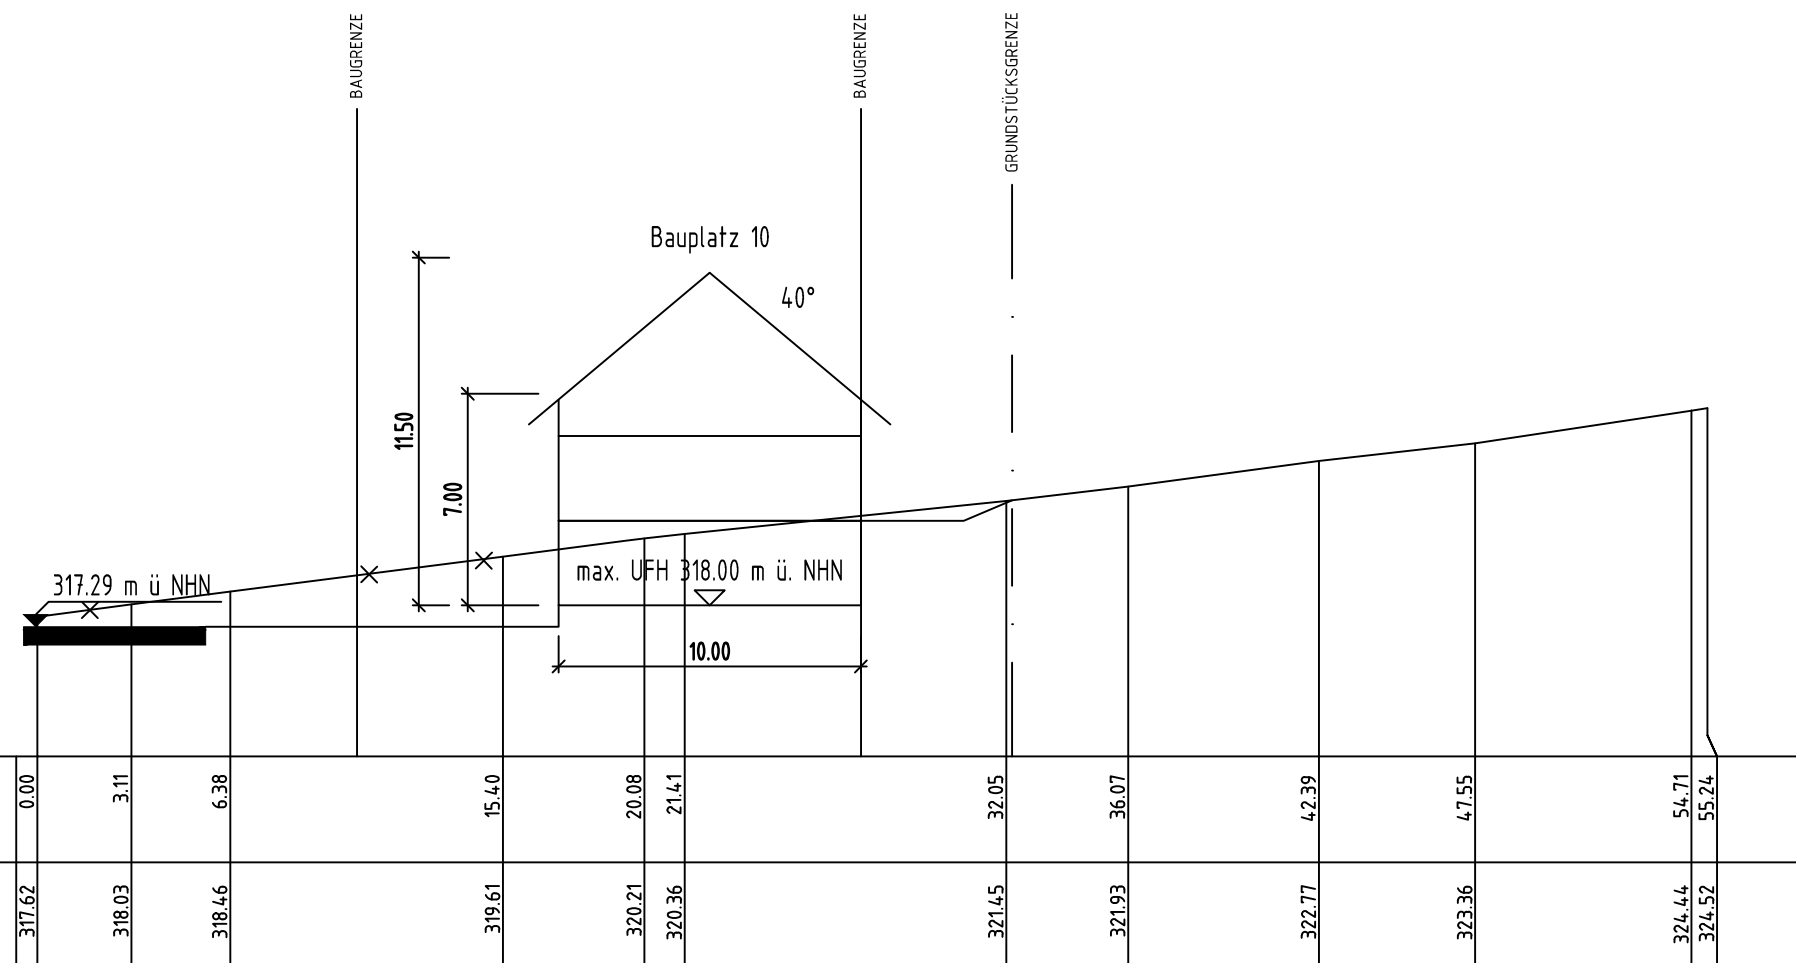 BAUGRENZE
BAUGRENZE
GRUNDSTÜCKSGRENZE
Bauplatz 10
40°
11.50
7.00
317.29 m ü NHN
max. UFH 318.00 m ü. NHN
10.00
0.00 3.11 6.38 15.40 20.08 21.41 32.05 36.07 42.39 47.55 54.71 55.24
317.62 318.03 318.46 319.61 320.21 320.36 321.45 321.93 322.77 323.36 324.44 324.52